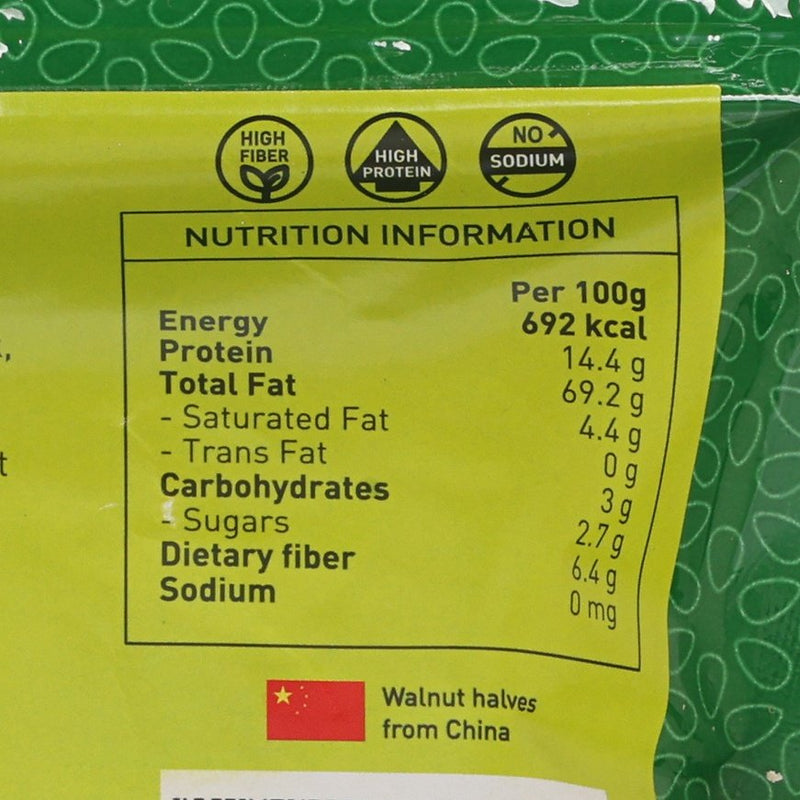 HIGH
FIBER
HIGH
PROTEIN
NO
SODIUM
NUTRITION INFORMATION
Per 100g
Energy 692 kcal
Protein 14.4 g
Total Fat 69.2 g
- Saturated Fat 4.4 g
- Trans Fat 0 g
Carbohydrates 3 g
- Sugars 2.7 g
Dietary fiber 6.4 g
Sodium 0 mg
Walnut halves
from China